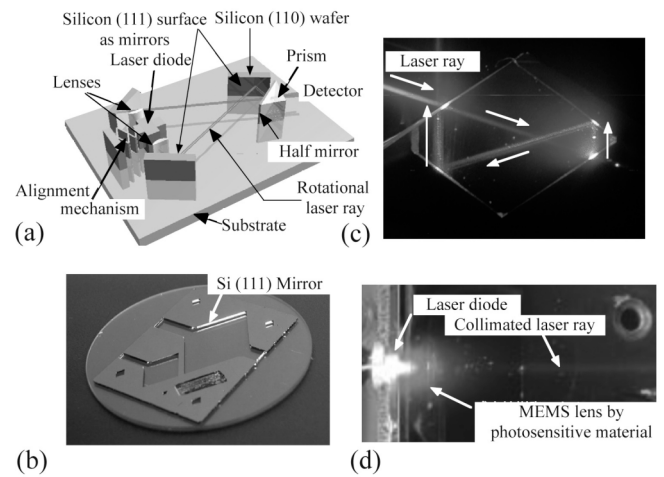 Silicon (111) surface
as mirrors
Silicon (110) wafer
Laser diode
Prism
Lenses
Detector
Half mirror
Alignment
mechanism
Rotational
laser ray
Substrate
(a)
Laser ray
(c)
Si (111) Mirror
(b)
Laser diode
Collimated laser ray
MEMS lens by
photosensitive material
(d)